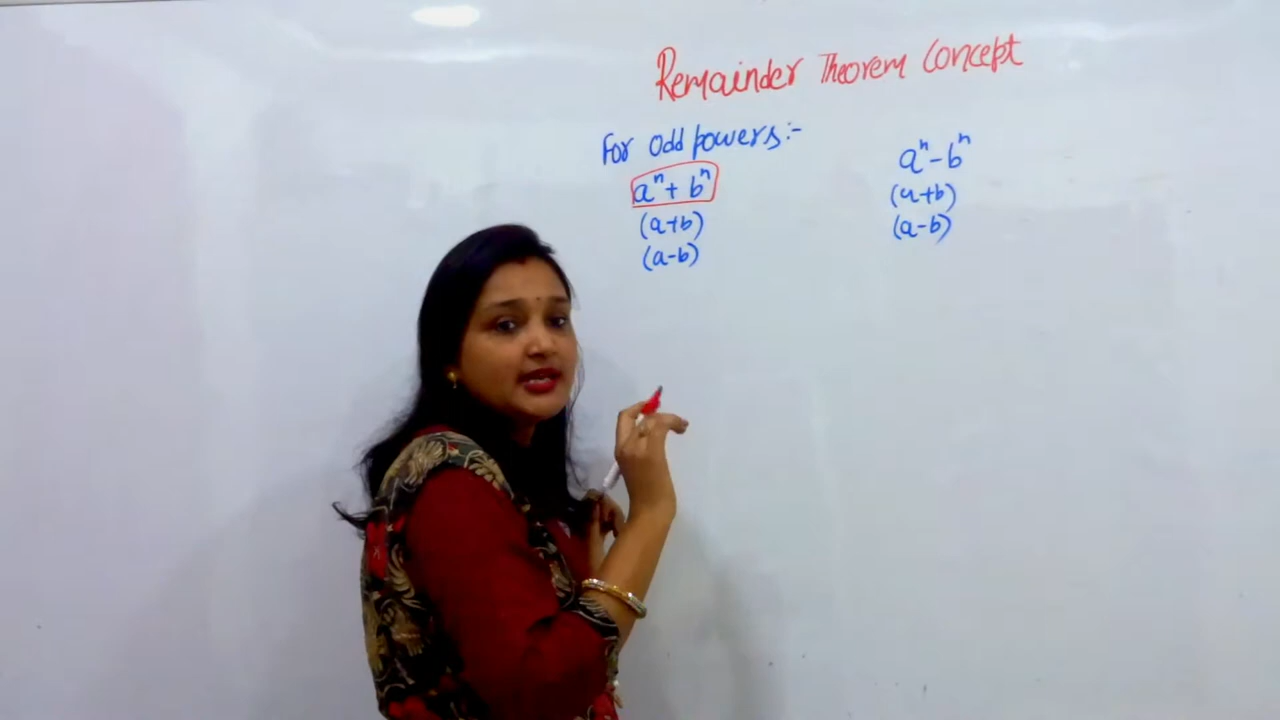 Remainder Theorem Concept
For odd powers:-
aⁿ + bⁿ
(a+b)
(a-b)
aⁿ-bⁿ
(a+b)
(a-b)